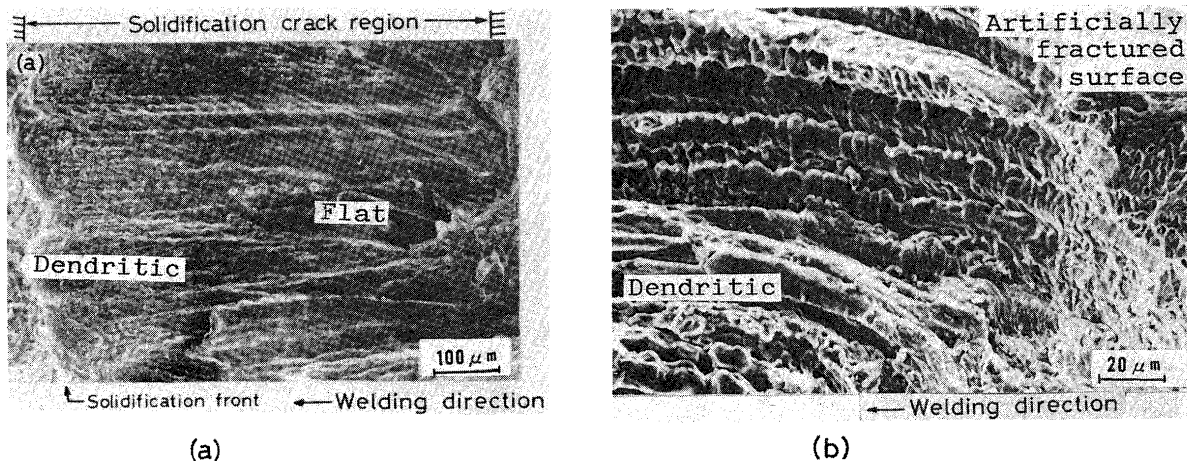 Solidification crack region
(a)
Flat
Dendritic
100 μm
Solidification front
Welding direction
(a)
Artificially
fractured
surface
Dendritic
20 μm
Welding direction
(b)